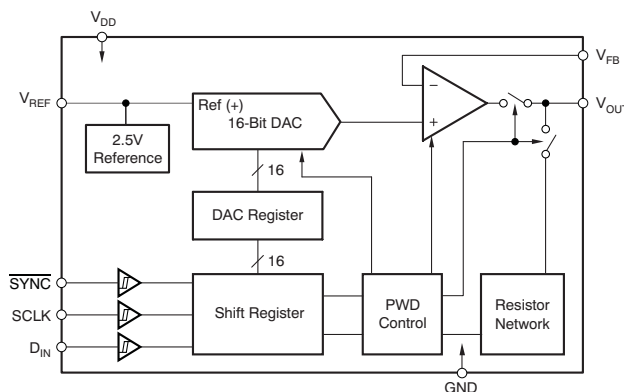 VDD
VFB
VREF
Ref (+)
16-Bit DAC
−
+
VOUT
2.5V
Reference
16
DAC Register
16
SYNC
SCLK
DIN
Shift Register
PWD
Control
Resistor
Network
GND